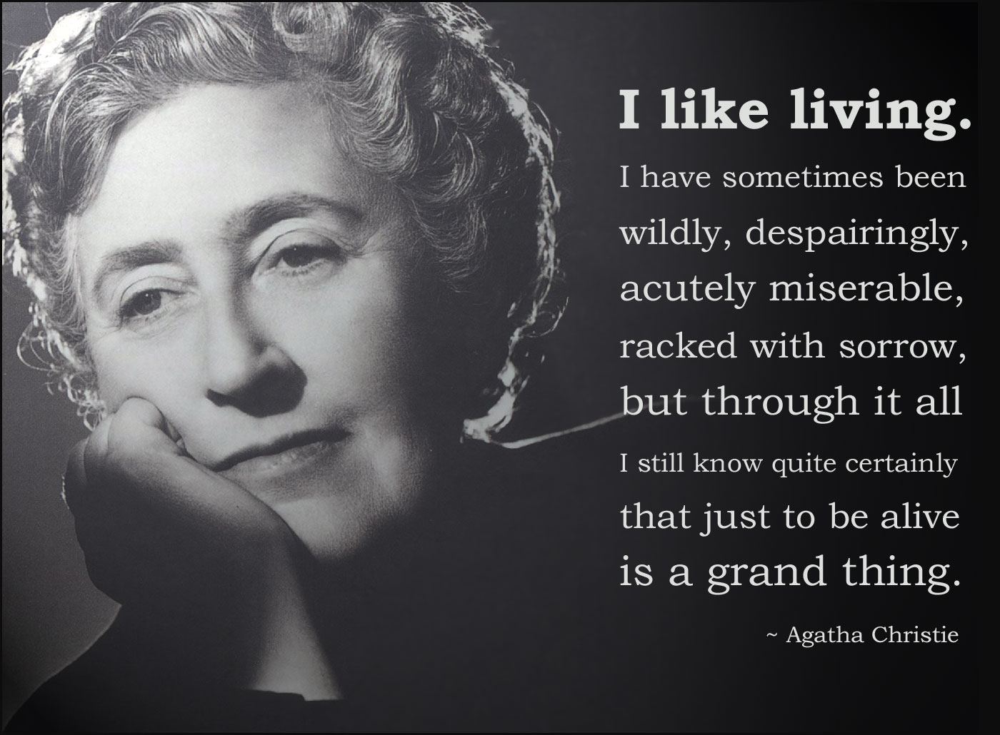 I like living.
I have sometimes been
wildly, despairingly,
acutely miserable,
racked with sorrow,
but through it all
I still know quite certainly
that just to be alive
is a grand thing.
~ Agatha Christie